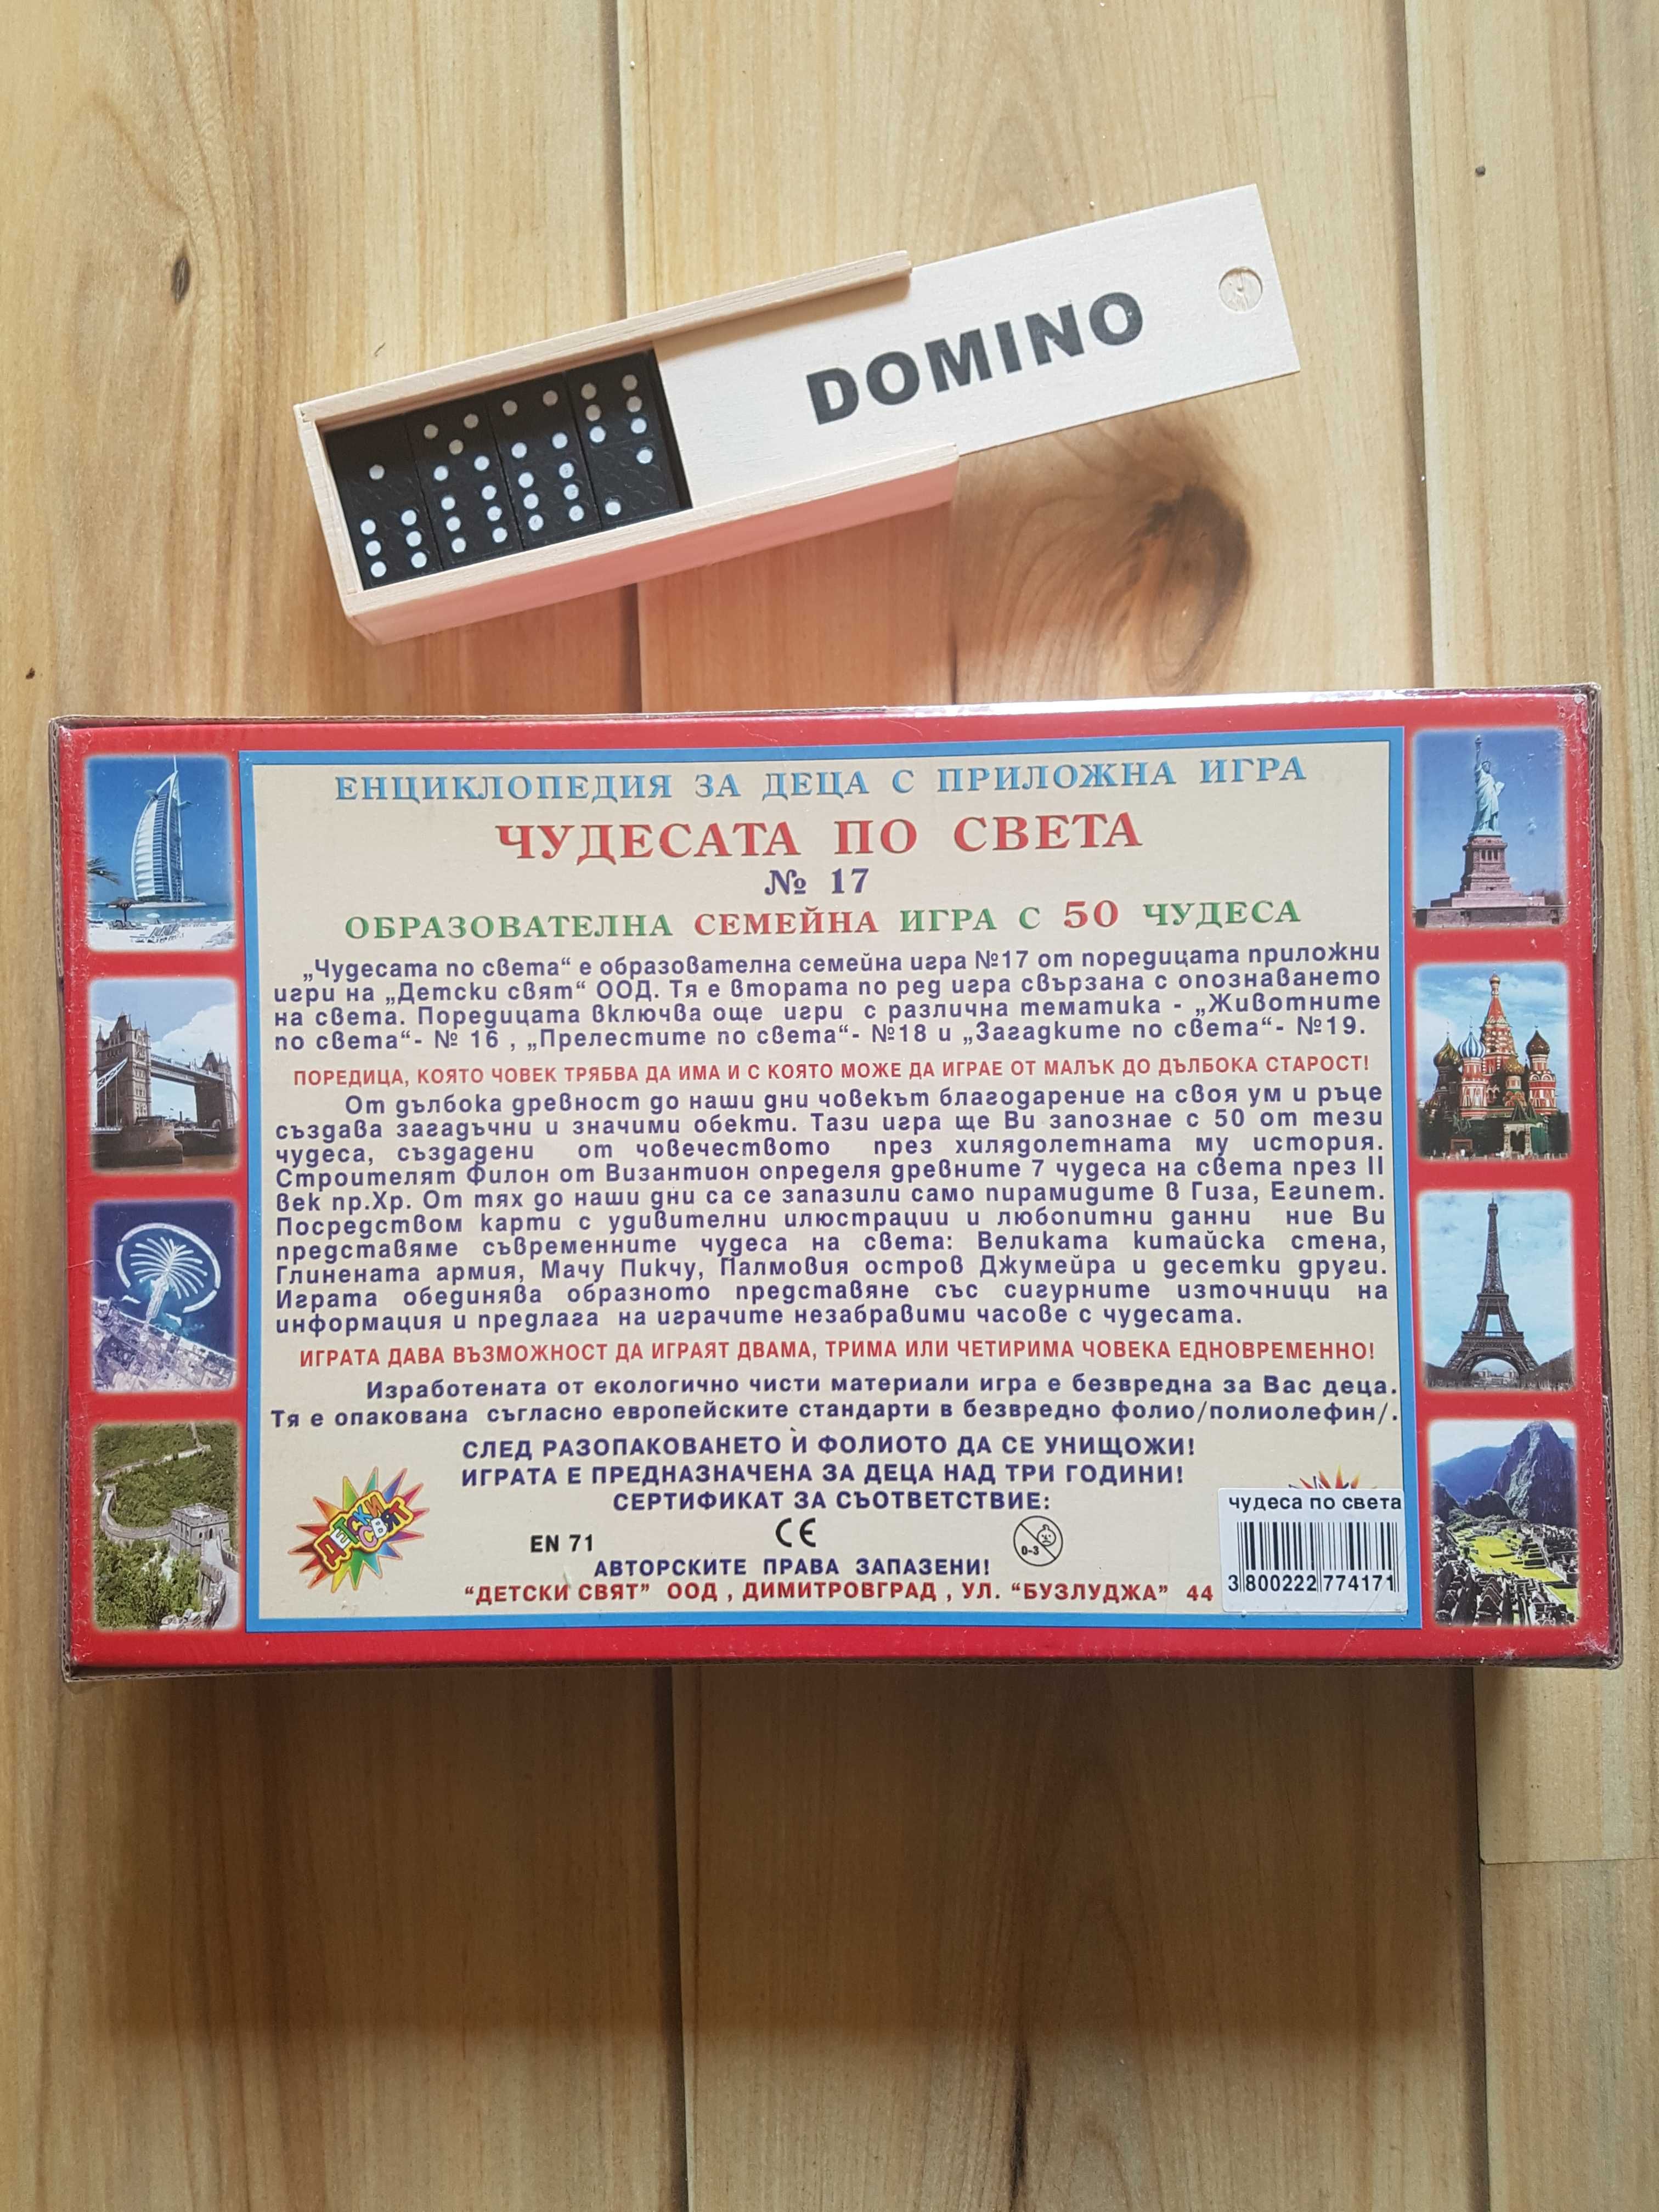 DOMINO
ЕНЦИКЛОПЕДИЯ ЗА ДЕЦА С ПРИЛОЖНА ИГРА
ЧУДЕСАТА ПО СВЕТА
№ 17
ОБРАЗОВАТЕЛНА СЕМЕЙНА ИГРА С 50 ЧУДЕСА
„Чудесата по света“ е образователна семейна игра №17 от поредицата приложни
игри на „Детски свят“ ООД. Тя е втората по ред игра свързана с опознаването
на света. Поредицата включва още игри с различна тематика - „Животните
по света“- № 16 , „Прелестите по света“- №18 и „Загадките по света“- №19.
ПОРЕДИЦА, КОЯТО ЧОВЕК ТРЯБВА ДА ИМА И С КОЯТО МОЖЕ ДА ИГРАЕ ОТ МАЛЪК ДО ДЪЛБОКА СТАРОСТ!
От дълбока древност до наши дни човекът благодарение на своя ум и ръце
създава загадъчни и значими обекти. Тази игра ще Ви запознае с 50 от тези
чудеса, създадени от човечеството през хилядолетната му история.
Строителят Филон от Византион определя древните 7 чудеса на света през II
век пр.Хр. От тях до наши дни са се запазили само пирамидите в Гиза, Египет.
Посредством карти с удивителни илюстрации и любопитни данни ние Ви
представяме съвременните чудеса на света: Великата китайска стена,
Глинената армия, Мачу Пикчу, Палмовия остров Джумейра и десетки други.
Играта обединява образното представяне със сигурните източници на
информация и предлага на играчите незабравими часове с чудесата.
ИГРАТА ДАВА ВЪЗМОЖНОСТ ДА ИГРАЯТ ДВАМА, ТРИМА ИЛИ ЧЕТИРИМА ЧОВЕКА ЕДНОВРЕМЕННО!
Изработената от екологично чисти материали игра е безвредна за Вас деца.
Тя е опакована съгласно европейските стандарти в безвредно фолио/полиолефин/.
СЛЕД РАЗОПАКОВАНЕТО И ФОЛИОТО ДА СЕ УНИЩОЖИ!
ИГРАТА Е ПРЕДНАЗНАЧЕНА ЗА ДЕЦА НАД ТРИ ГОДИНИ!
СЕРТИФИКАТ ЗА СЪОТВЕТСТВИЕ:
ДЕТСКИ СВЯТ
EN 71 CE 0-3
АВТОРСКИТЕ ПРАВА ЗАПАЗЕНИ!
“ДЕТСКИ СВЯТ” ООД , ДИМИТРОВГРАД , УЛ. “БУЗЛУДЖА” 44
чудеса по света
3 800222 774171